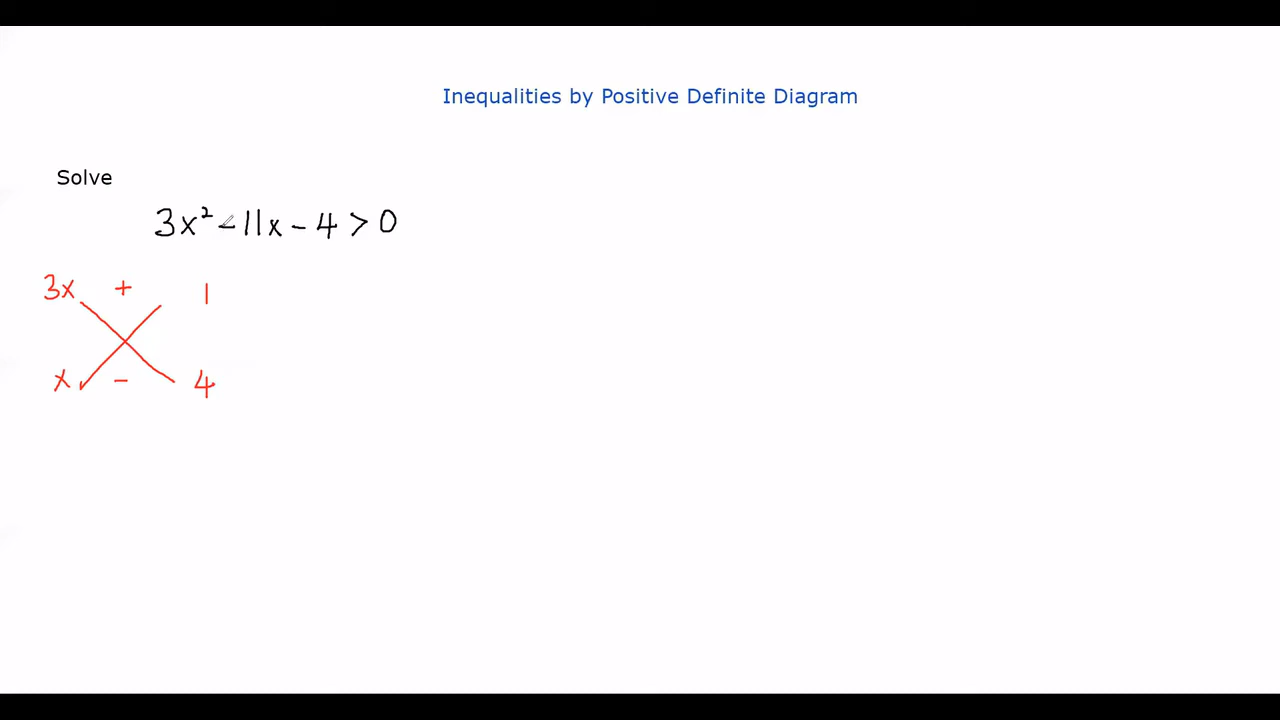 Inequalities by Positive Definite Diagram
Solve
3x² - 11x - 4 > 0
3x + 1
x - 4